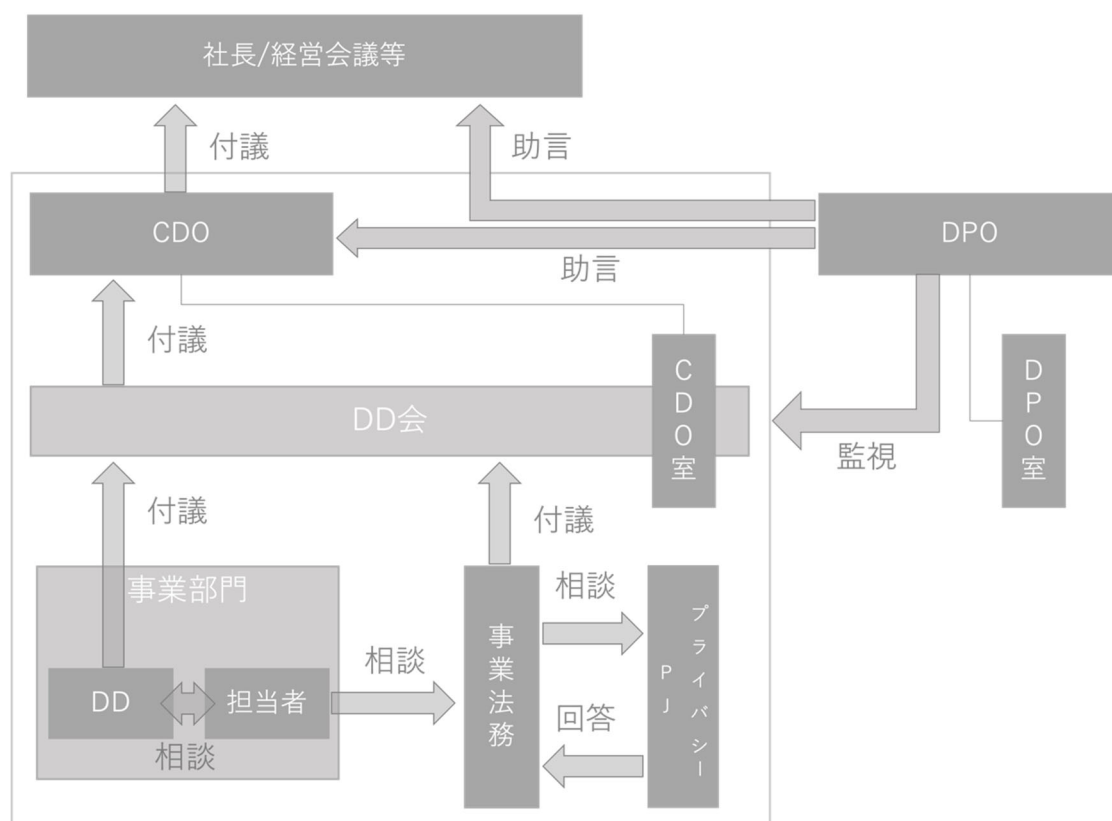 社長/経営会議等
付議
助言
CDO
DPO
助言
付議
CDO室
DPO室
DD会
監視
付議
付議
事業部門
相談
事業法務
プライバシー
PJ
相談
DD
担当者
回答
相談